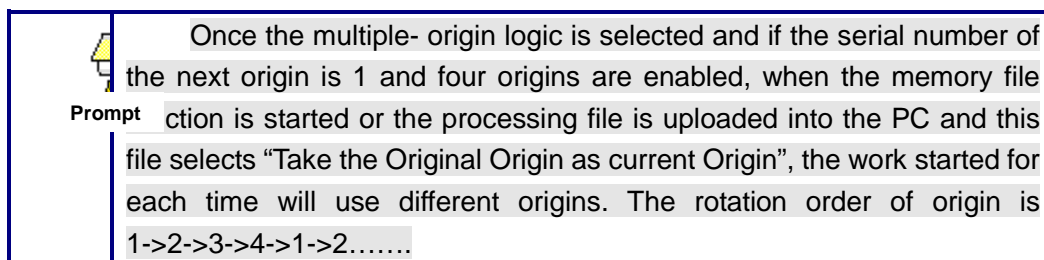 Once the multiple- origin logic is selected and if the serial number of
the next origin is 1 and four origins are enabled, when the memory file
Prompt ction is started or the processing file is uploaded into the PC and this
file selects “Take the Original Origin as current Origin”, the work started for
each time will use different origins. The rotation order of origin is
1->2->3->4->1->2…….